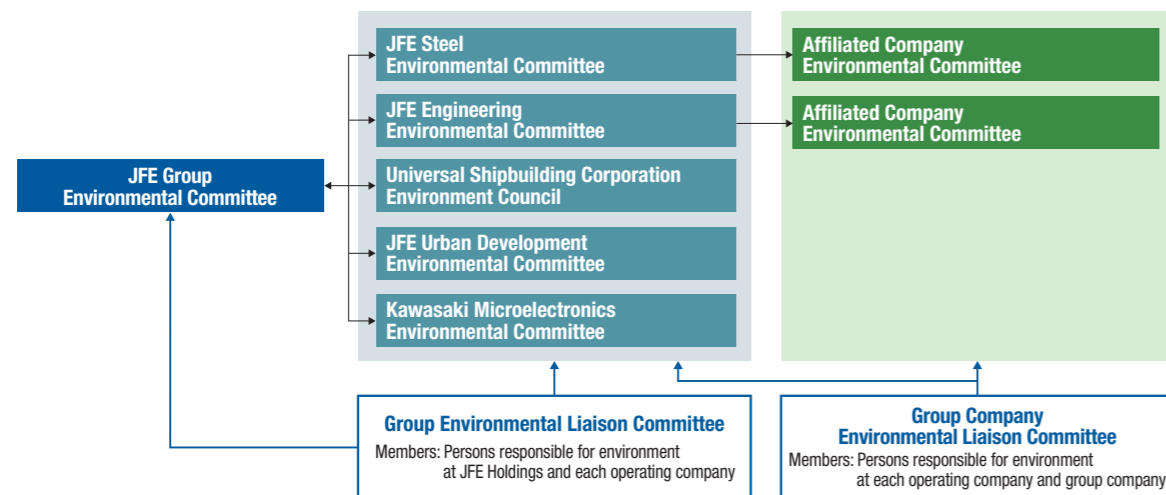 JFE Group
Environmental Committee
JFE Steel
Environmental Committee
JFE Engineering
Environmental Committee
Universal Shipbuilding Corporation
Environment Council
JFE Urban Development
Environmental Committee
Kawasaki Microelectronics
Environmental Committee
Affiliated Company
Environmental Committee
Affiliated Company
Environmental Committee
Group Environmental Liaison Committee
Members: Persons responsible for environment
at JFE Holdings and each operating company
Group Company
Environmental Liaison Committee
Members: Persons responsible for environment
at each operating company and group company